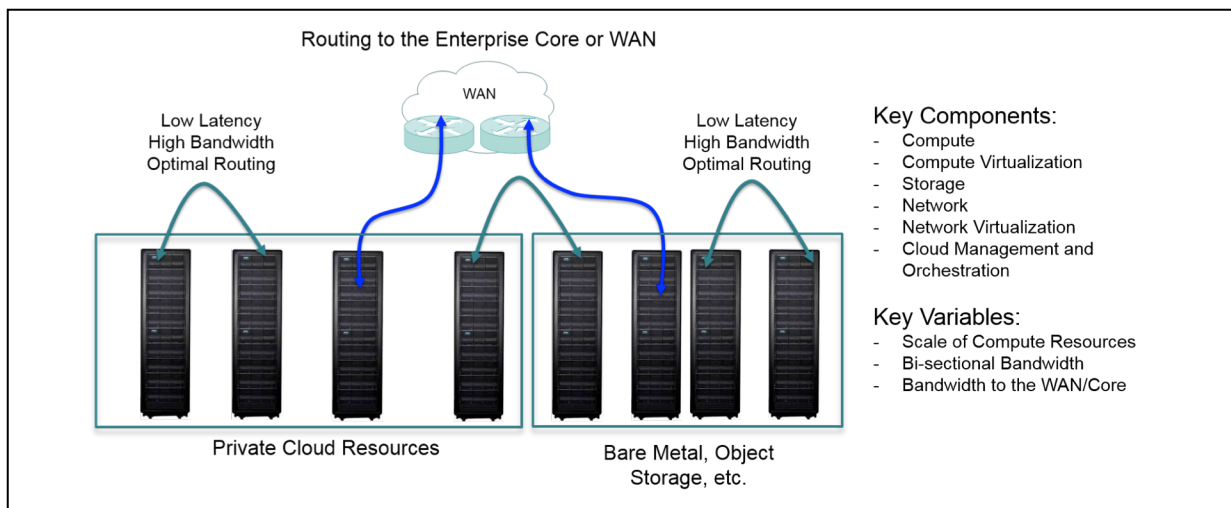 Routing to the Enterprise Core or WAN
WAN
Low Latency
High Bandwidth
Optimal Routing
Low Latency
High Bandwidth
Optimal Routing
Private Cloud Resources
Bare Metal, Object
Storage, etc.
Key Components:
- Compute
- Compute Virtualization
- Storage
- Network
- Network Virtualization
- Cloud Management and
Orchestration
Key Variables:
- Scale of Compute Resources
- Bi-sectional Bandwidth
- Bandwidth to the WAN/Core